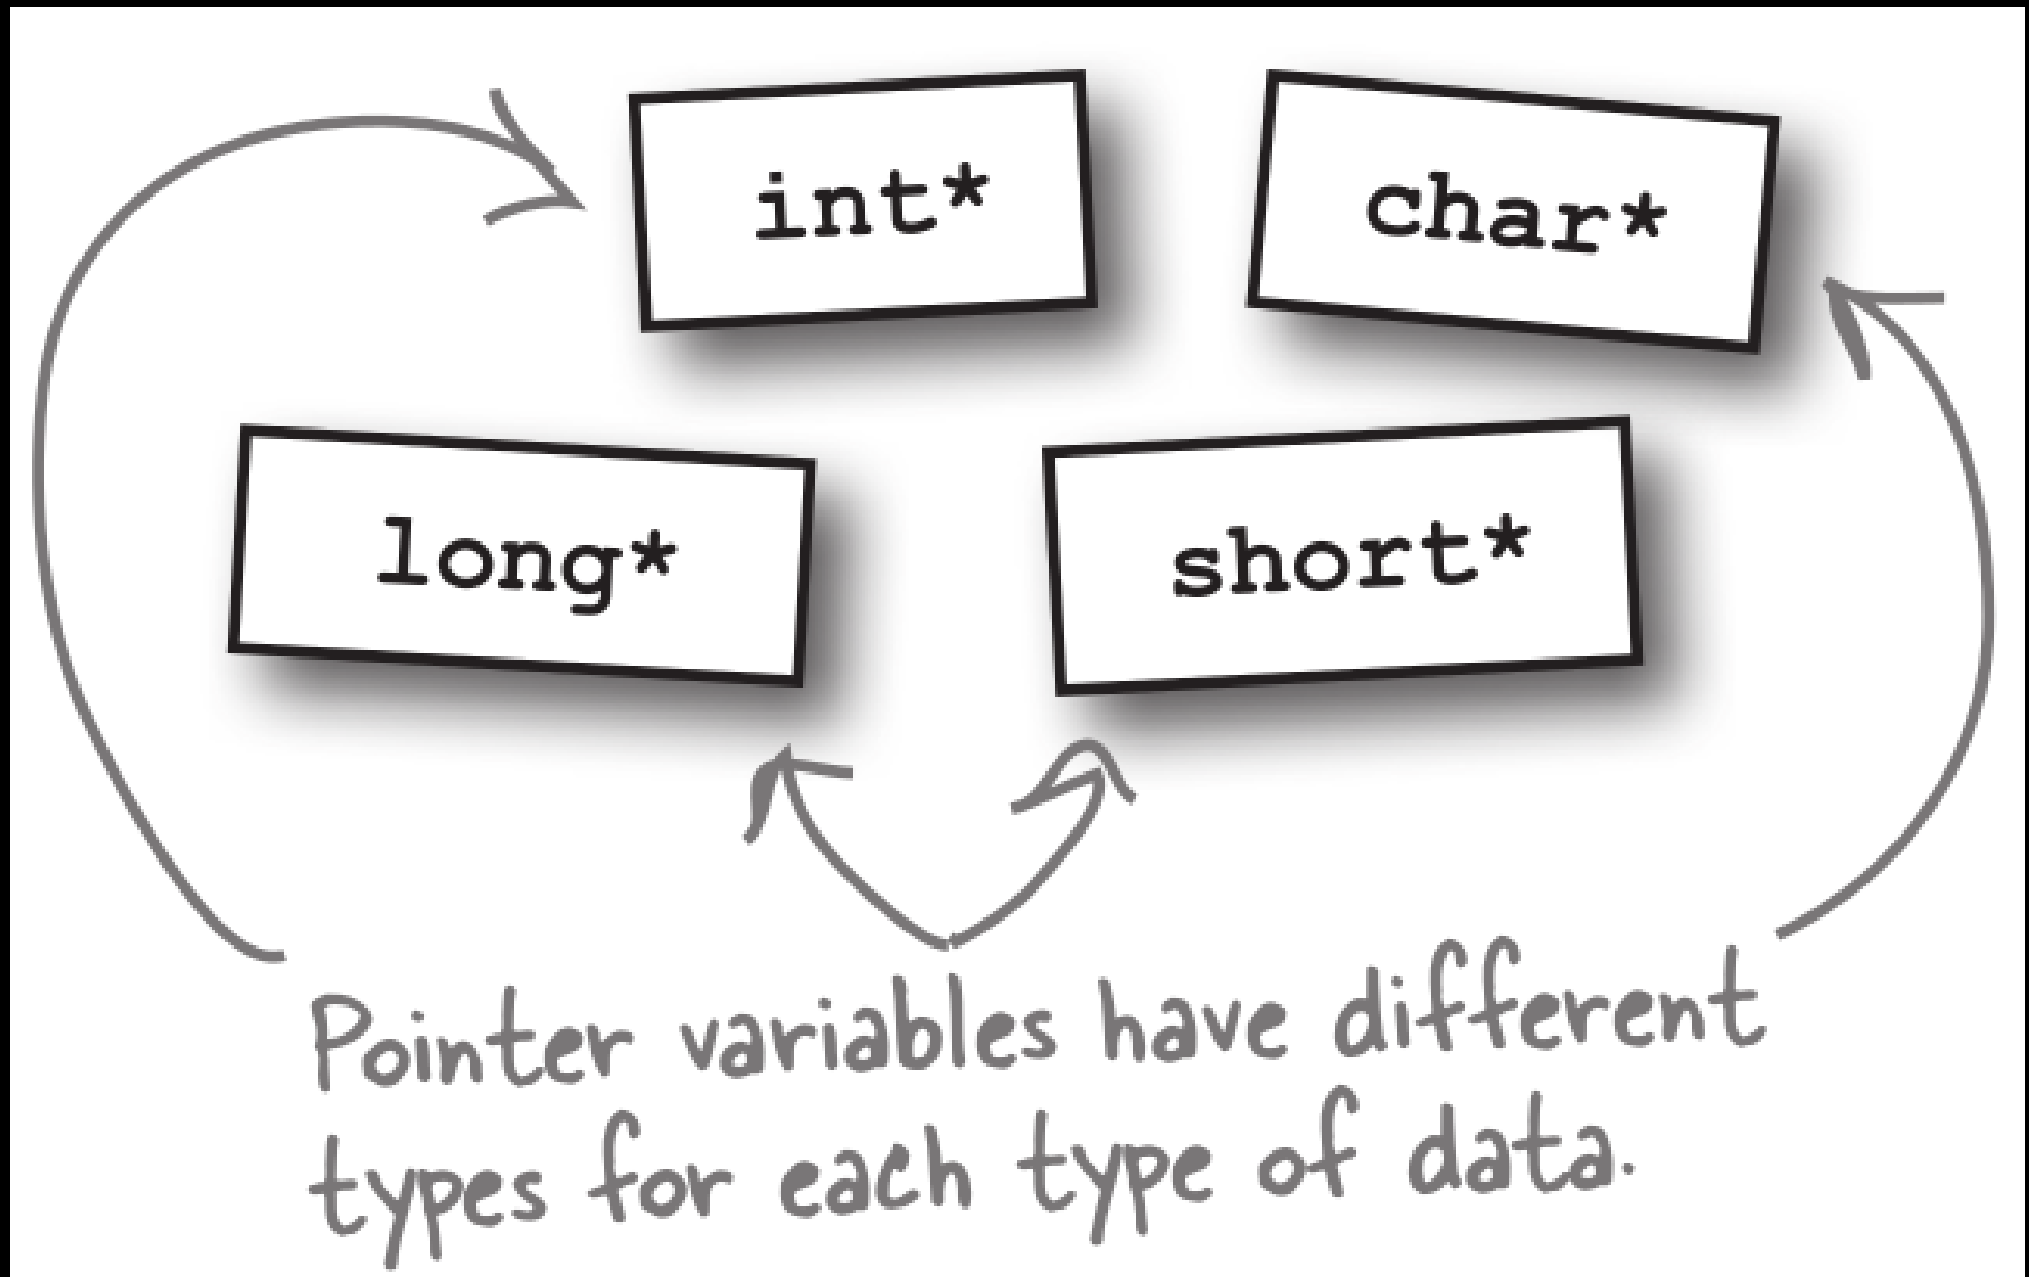 int*
char*
long*
short*
Pointer variables have different
types for each type of data.